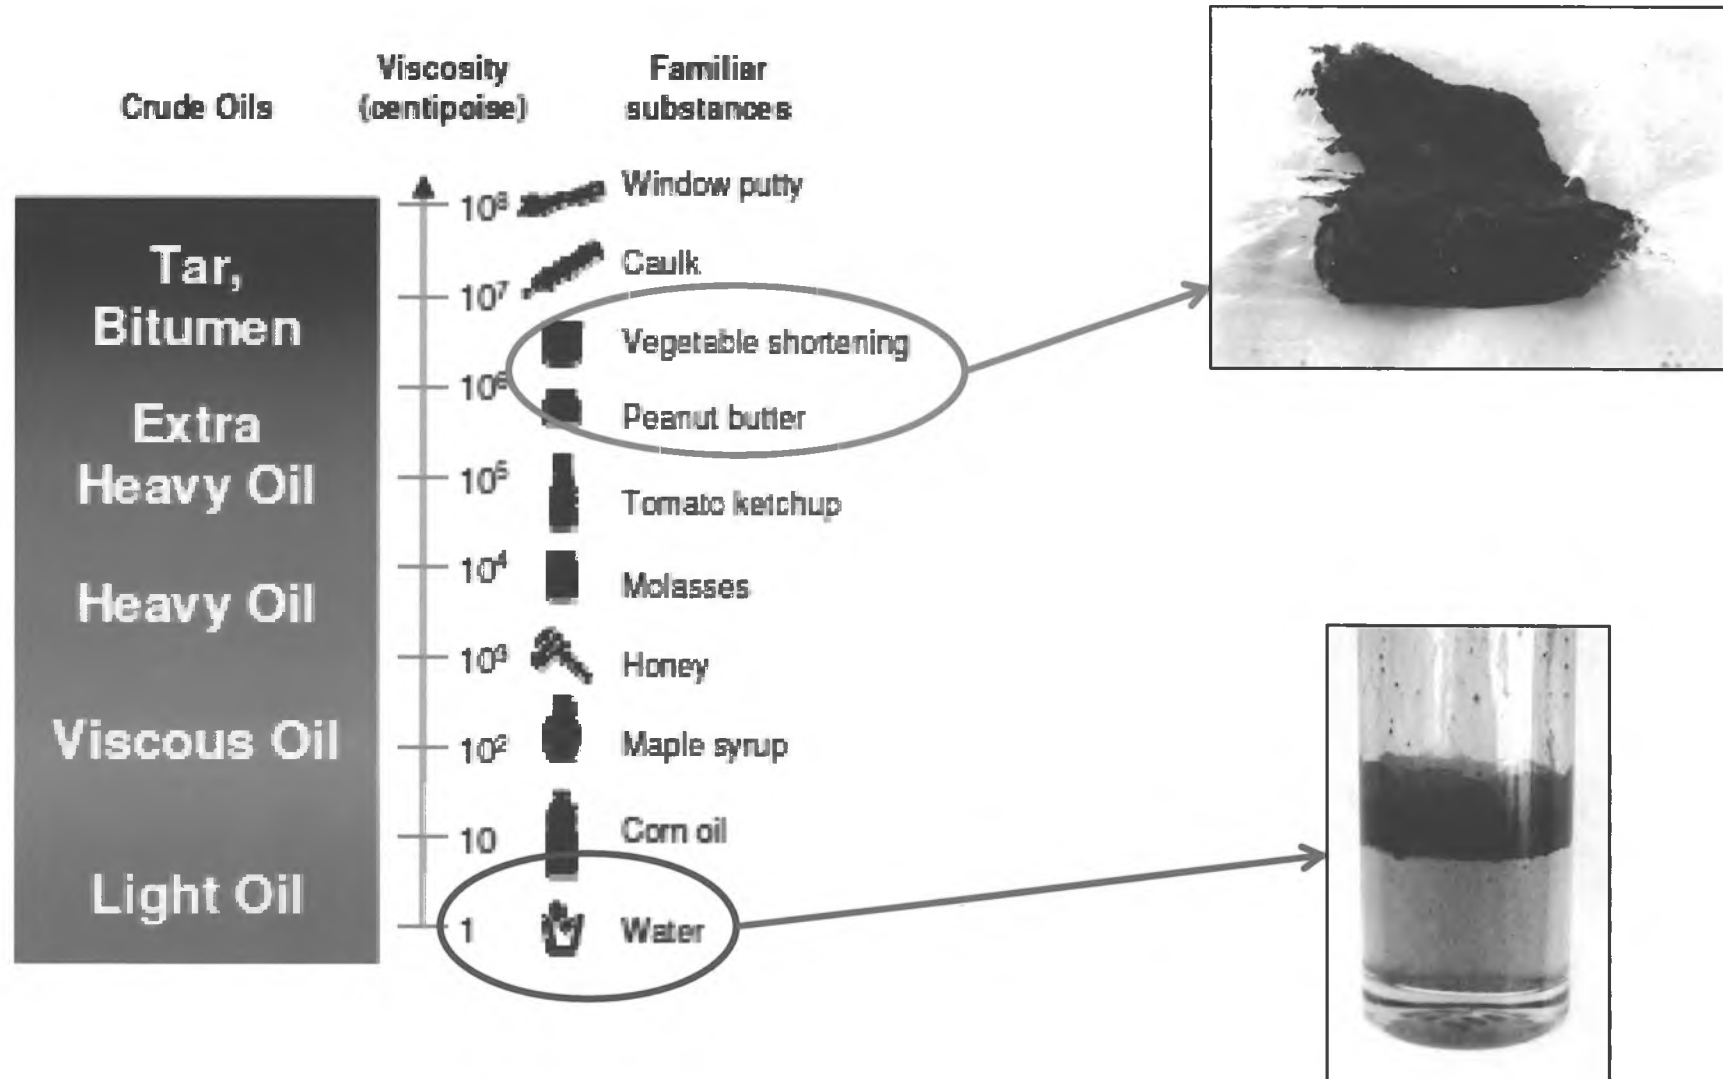 Crude Oils
Viscosity
(centipoise)
Familiar
substances
Tar,
Bitumen
Extra
Heavy Oil
Heavy Oil
Viscous Oil
Light Oil
10⁸ Window putty
Caulk
10⁷
Vegetable shortening
10⁶
Peanut butter
10⁵
Tomato ketchup
10⁴
Molasses
10³ Honey
10² Maple syrup
10 Corn oil
1 Water